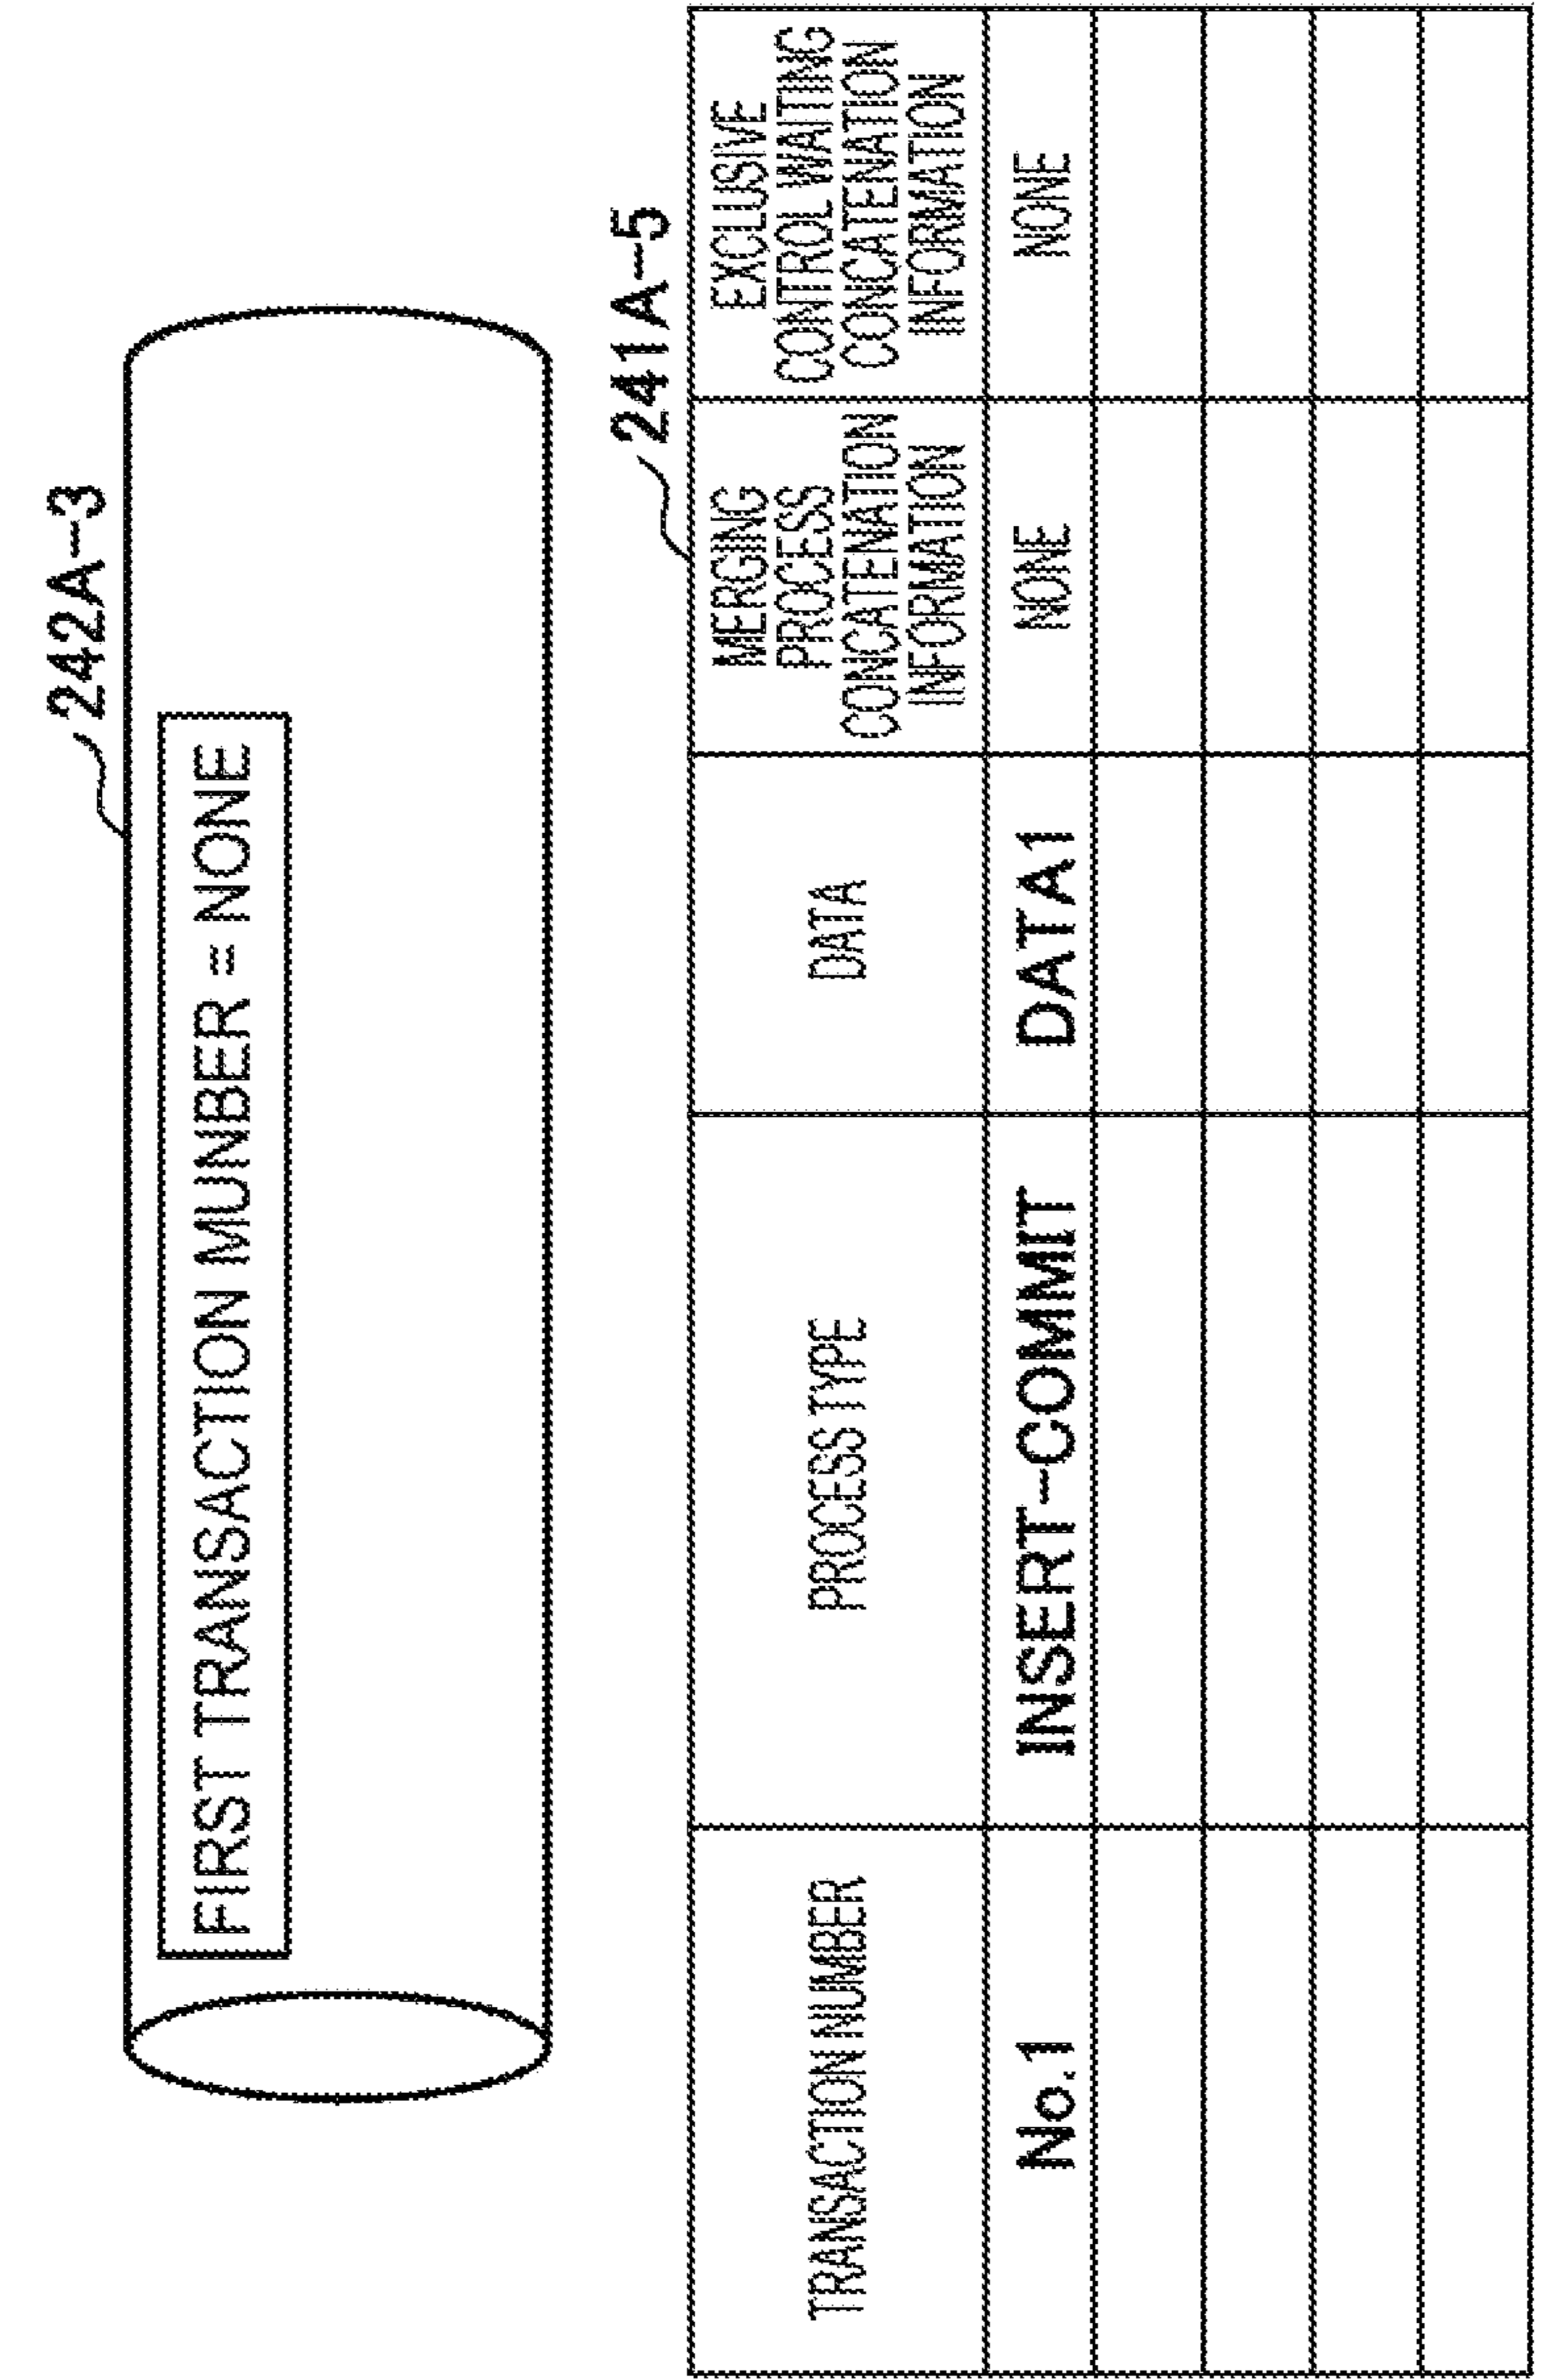 242A-3
FIRST TRANSACTION MUNBER = NONE
241A-5
TRANSACTION NUMBER
PROCESS TYPE
DATA
MERGING
PROCESS
CONCATENATION
INFORMATION
EXCLUSIVE
CONTROL WAITING
CONCATENATION
INFORMATION
No.1
INSERT-COMMIT
DATA1
NONE
NONE